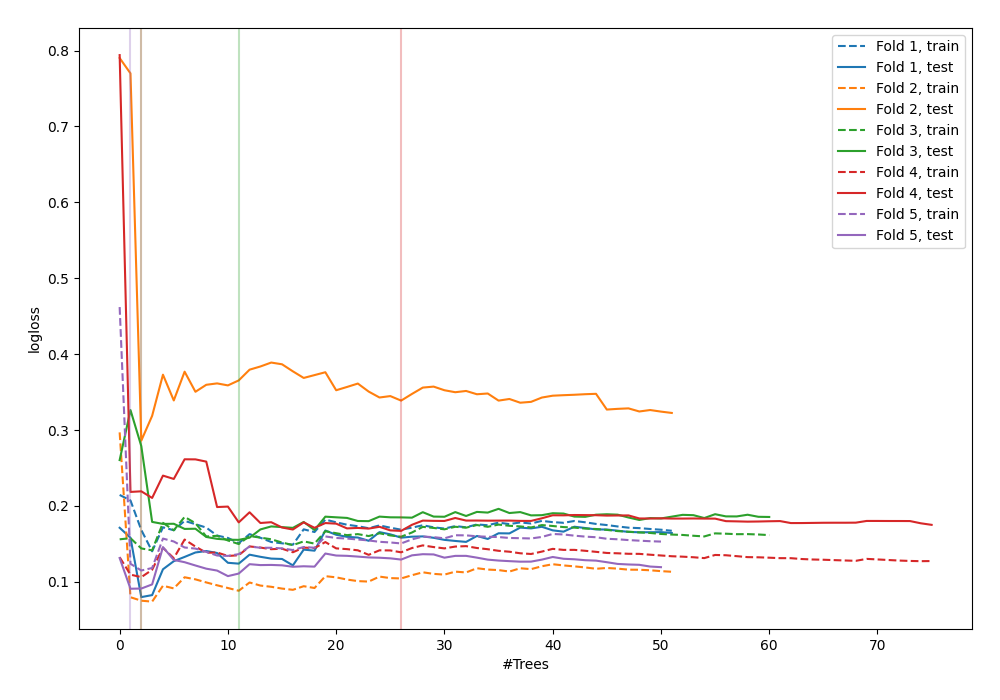 0.8
0.7
0.6
0.5
0.4
0.3
0.2
0.1
logloss
0
10
20
30
40
50
60
70
#Trees
Fold 1, train
Fold 1, test
Fold 2, train
Fold 2, test
Fold 3, train
Fold 3, test
Fold 4, train
Fold 4, test
Fold 5, train
Fold 5, test